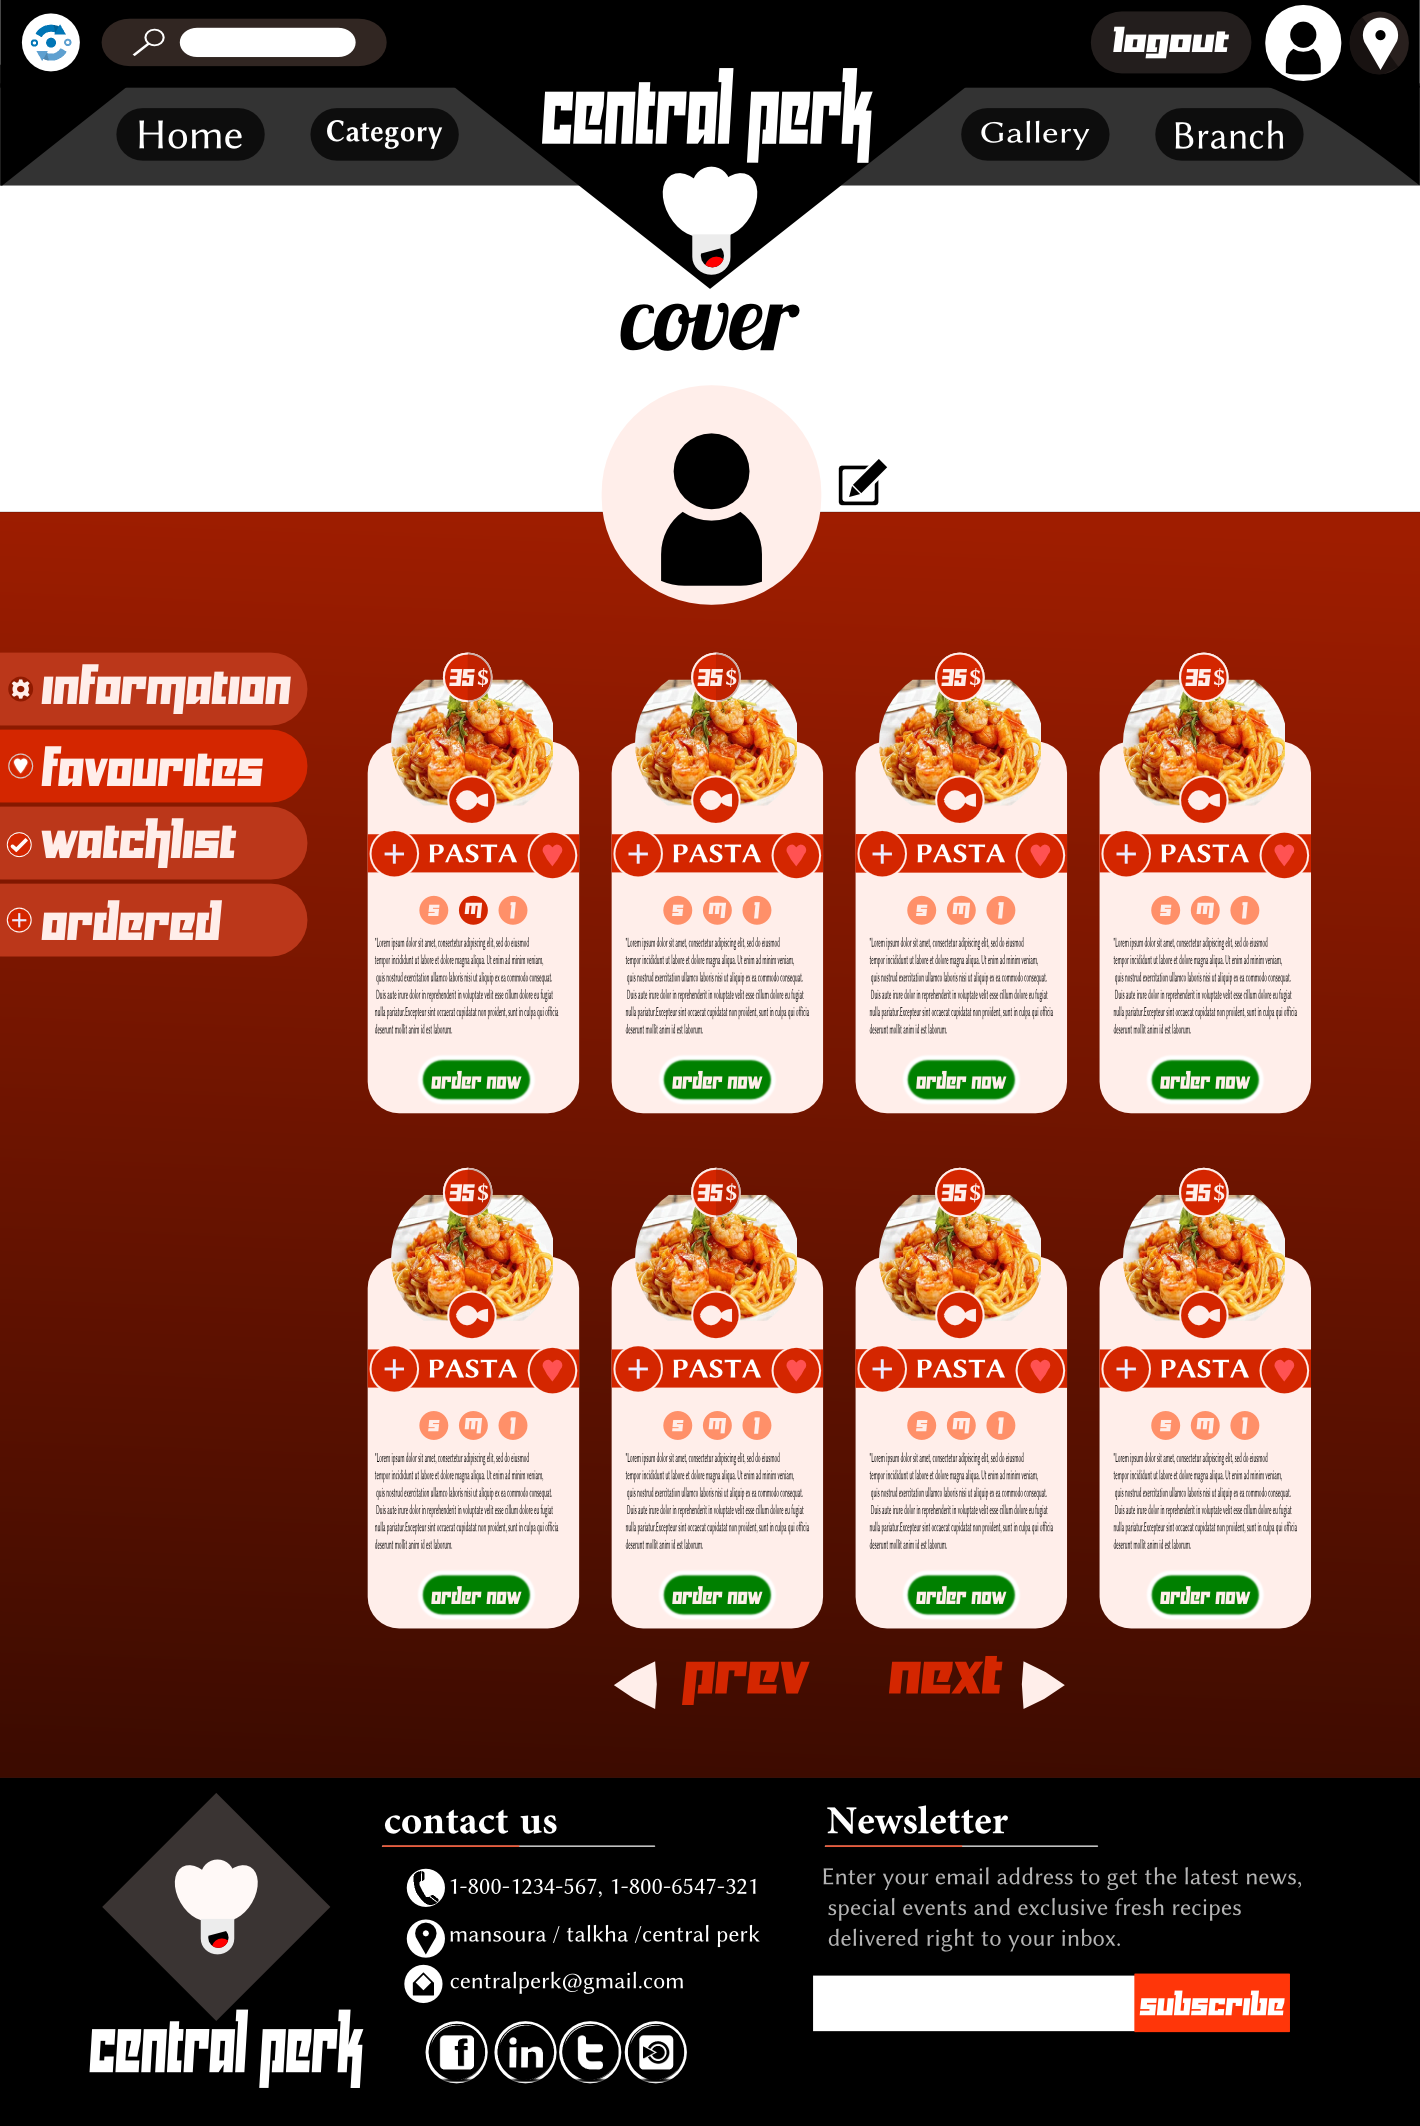 logout
central perk
Home
Category
Gallery
Branch
cover
information
favourites
watchlist
ordered
35$
35$
35$
35$
PASTA
PASTA
PASTA
PASTA
s m l
s m l
s m l
s m l
"Lorem ipsum dolor sit amet, consectetur adipiscing elit, sed do eiusmod
tempor incididunt ut labore et dolore magna aliqua. Ut enim ad minim veniam,
quis nostrud exercitation ullamco laboris nisi ut aliquip ex ea commodo consequat.
Duis aute irure dolor in reprehenderit in voluptate velit esse cillum dolore eu fugiat
nulla pariatur.Excepteur sint occaecat cupidatat non proident, sunt in culpa qui officia
deserunt mollit anim id est laborum.
"Lorem ipsum dolor sit amet, consectetur adipiscing elit, sed do eiusmod
tempor incididunt ut labore et dolore magna aliqua. Ut enim ad minim veniam,
quis nostrud exercitation ullamco laboris nisi ut aliquip ex ea commodo consequat.
Duis aute irure dolor in reprehenderit in voluptate velit esse cillum dolore eu fugiat
nulla pariatur.Excepteur sint occaecat cupidatat non proident, sunt in culpa qui officia
deserunt mollit anim id est laborum.
"Lorem ipsum dolor sit amet, consectetur adipiscing elit, sed do eiusmod
tempor incididunt ut labore et dolore magna aliqua. Ut enim ad minim veniam,
quis nostrud exercitation ullamco laboris nisi ut aliquip ex ea commodo consequat.
Duis aute irure dolor in reprehenderit in voluptate velit esse cillum dolore eu fugiat
nulla pariatur.Excepteur sint occaecat cupidatat non proident, sunt in culpa qui officia
deserunt mollit anim id est laborum.
"Lorem ipsum dolor sit amet, consectetur adipiscing elit, sed do eiusmod
tempor incididunt ut labore et dolore magna aliqua. Ut enim ad minim veniam,
quis nostrud exercitation ullamco laboris nisi ut aliquip ex ea commodo consequat.
Duis aute irure dolor in reprehenderit in voluptate velit esse cillum dolore eu fugiat
nulla pariatur.Excepteur sint occaecat cupidatat non proident, sunt in culpa qui officia
deserunt mollit anim id est laborum.
order now
order now
order now
order now
35$
35$
35$
35$
PASTA
PASTA
PASTA
PASTA
s m l
s m l
s m l
s m l
"Lorem ipsum dolor sit amet, consectetur adipiscing elit, sed do eiusmod
tempor incididunt ut labore et dolore magna aliqua. Ut enim ad minim veniam,
quis nostrud exercitation ullamco laboris nisi ut aliquip ex ea commodo consequat.
Duis aute irure dolor in reprehenderit in voluptate velit esse cillum dolore eu fugiat
nulla pariatur.Excepteur sint occaecat cupidatat non proident, sunt in culpa qui officia
deserunt mollit anim id est laborum.
"Lorem ipsum dolor sit amet, consectetur adipiscing elit, sed do eiusmod
tempor incididunt ut labore et dolore magna aliqua. Ut enim ad minim veniam,
quis nostrud exercitation ullamco laboris nisi ut aliquip ex ea commodo consequat.
Duis aute irure dolor in reprehenderit in voluptate velit esse cillum dolore eu fugiat
nulla pariatur.Excepteur sint occaecat cupidatat non proident, sunt in culpa qui officia
deserunt mollit anim id est laborum.
"Lorem ipsum dolor sit amet, consectetur adipiscing elit, sed do eiusmod
tempor incididunt ut labore et dolore magna aliqua. Ut enim ad minim veniam,
quis nostrud exercitation ullamco laboris nisi ut aliquip ex ea commodo consequat.
Duis aute irure dolor in reprehenderit in voluptate velit esse cillum dolore eu fugiat
nulla pariatur.Excepteur sint occaecat cupidatat non proident, sunt in culpa qui officia
deserunt mollit anim id est laborum.
"Lorem ipsum dolor sit amet, consectetur adipiscing elit, sed do eiusmod
tempor incididunt ut labore et dolore magna aliqua. Ut enim ad minim veniam,
quis nostrud exercitation ullamco laboris nisi ut aliquip ex ea commodo consequat.
Duis aute irure dolor in reprehenderit in voluptate velit esse cillum dolore eu fugiat
nulla pariatur.Excepteur sint occaecat cupidatat non proident, sunt in culpa qui officia
deserunt mollit anim id est laborum.
order now
order now
order now
order now
prev
next
central perk
contact us
1-800-1234-567, 1-800-6547-321
mansoura / talkha /central perk
centralperk@gmail.com
f in t
Newsletter
Enter your email address to get the latest news,
special events and exclusive fresh recipes
delivered right to your inbox.
subscribe